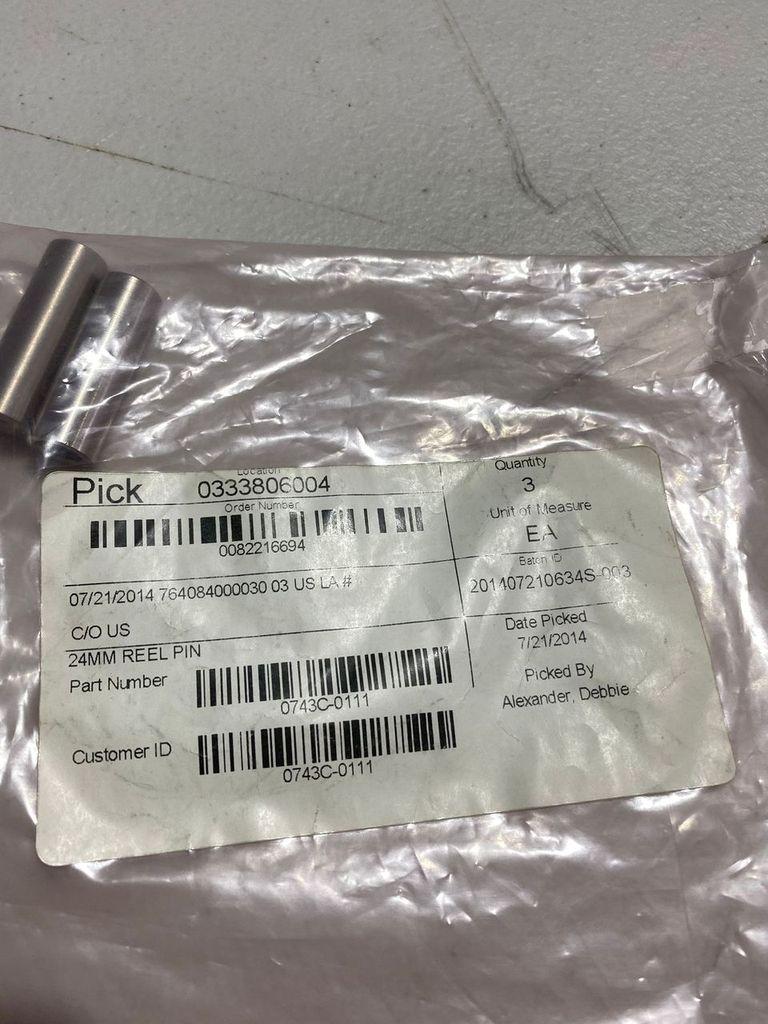 Location
Pick 0333806004
Order Number
0082216694
07/21/2014 764084000030 03 US LA #
C/O US
24MM REEL PIN
Part Number
0743C-0111
Customer ID
0743C-0111
Quantity
3
Unit of Measure
EA
Batch ID
201407210634S-003
Date Picked
7/21/2014
Picked By
Alexander, Debbie